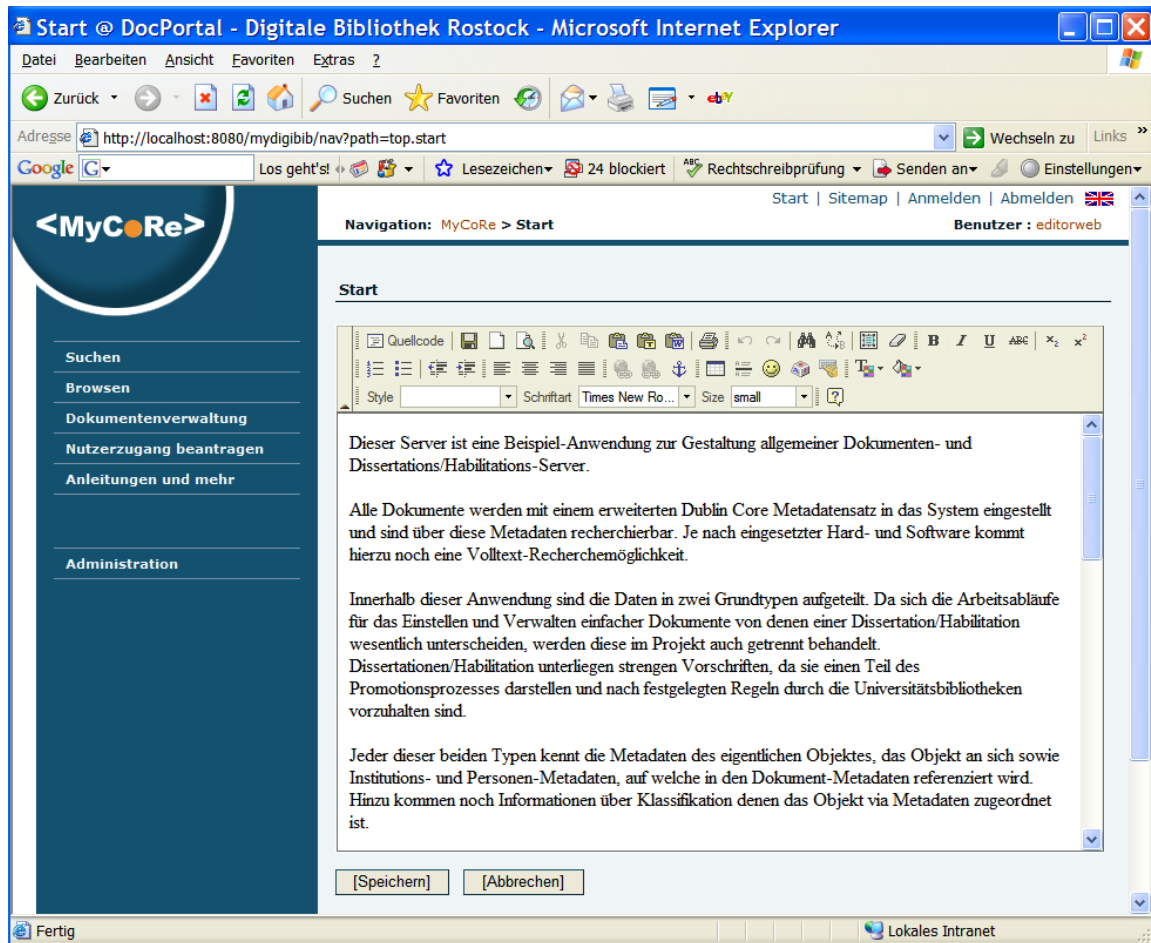 Start @ DocPortal - Digitale Bibliothek Rostock - Microsoft Internet Explorer
Datei Bearbeiten Ansicht Favoriten Extras ?
Zurück Suchen Favoriten ebY
Adresse http://localhost:8080/mydigibib/nav?path=top.start Wechseln zu Links »
Google G Los geht's! Lesezeichen 24 blockiert ABC Rechtschreibprüfung Senden an Einstellungen
Start | Sitemap | Anmelden | Abmelden
<MyCoRe>
Navigation: MyCoRe > Start Benutzer : editorweb
Start
Quellcode B I U ABC x₂ x²
Style Schriftart Times New Ro... Size small
Suchen
Browsen
Dokumentenverwaltung
Nutzerzugang beantragen
Anleitungen und mehr
Administration
Dieser Server ist eine Beispiel-Anwendung zur Gestaltung allgemeiner Dokumenten- und
Dissertations/Habilitations-Server.
Alle Dokumente werden mit einem erweiterten Dublin Core Metadatensatz in das System eingestellt
und sind über diese Metadaten recherchierbar. Je nach eingesetzter Hard- und Software kommt
hierzu noch eine Volltext-Recherchemöglichkeit.
Innerhalb dieser Anwendung sind die Daten in zwei Grundtypen aufgeteilt. Da sich die Arbeitsabläufe
für das Einstellen und Verwalten einfacher Dokumente von denen einer Dissertation/Habilitation
wesentlich unterscheiden, werden diese im Projekt auch getrennt behandelt.
Dissertationen/Habilitation unterliegen strengen Vorschriften, da sie einen Teil des
Promotionsprozesses darstellen und nach festgelegten Regeln durch die Universitätsbibliotheken
vorzuhalten sind.
Jeder dieser beiden Typen kennt die Metadaten des eigentlichen Objektes, das Objekt an sich sowie
Institutions- und Personen-Metadaten, auf welche in den Dokument-Metadaten referenziert wird.
Hinzu kommen noch Informationen über Klassifikation denen das Objekt via Metadaten zugeordnet
ist.
[Speichern] [Abbrechen]
Fertig Lokales Intranet